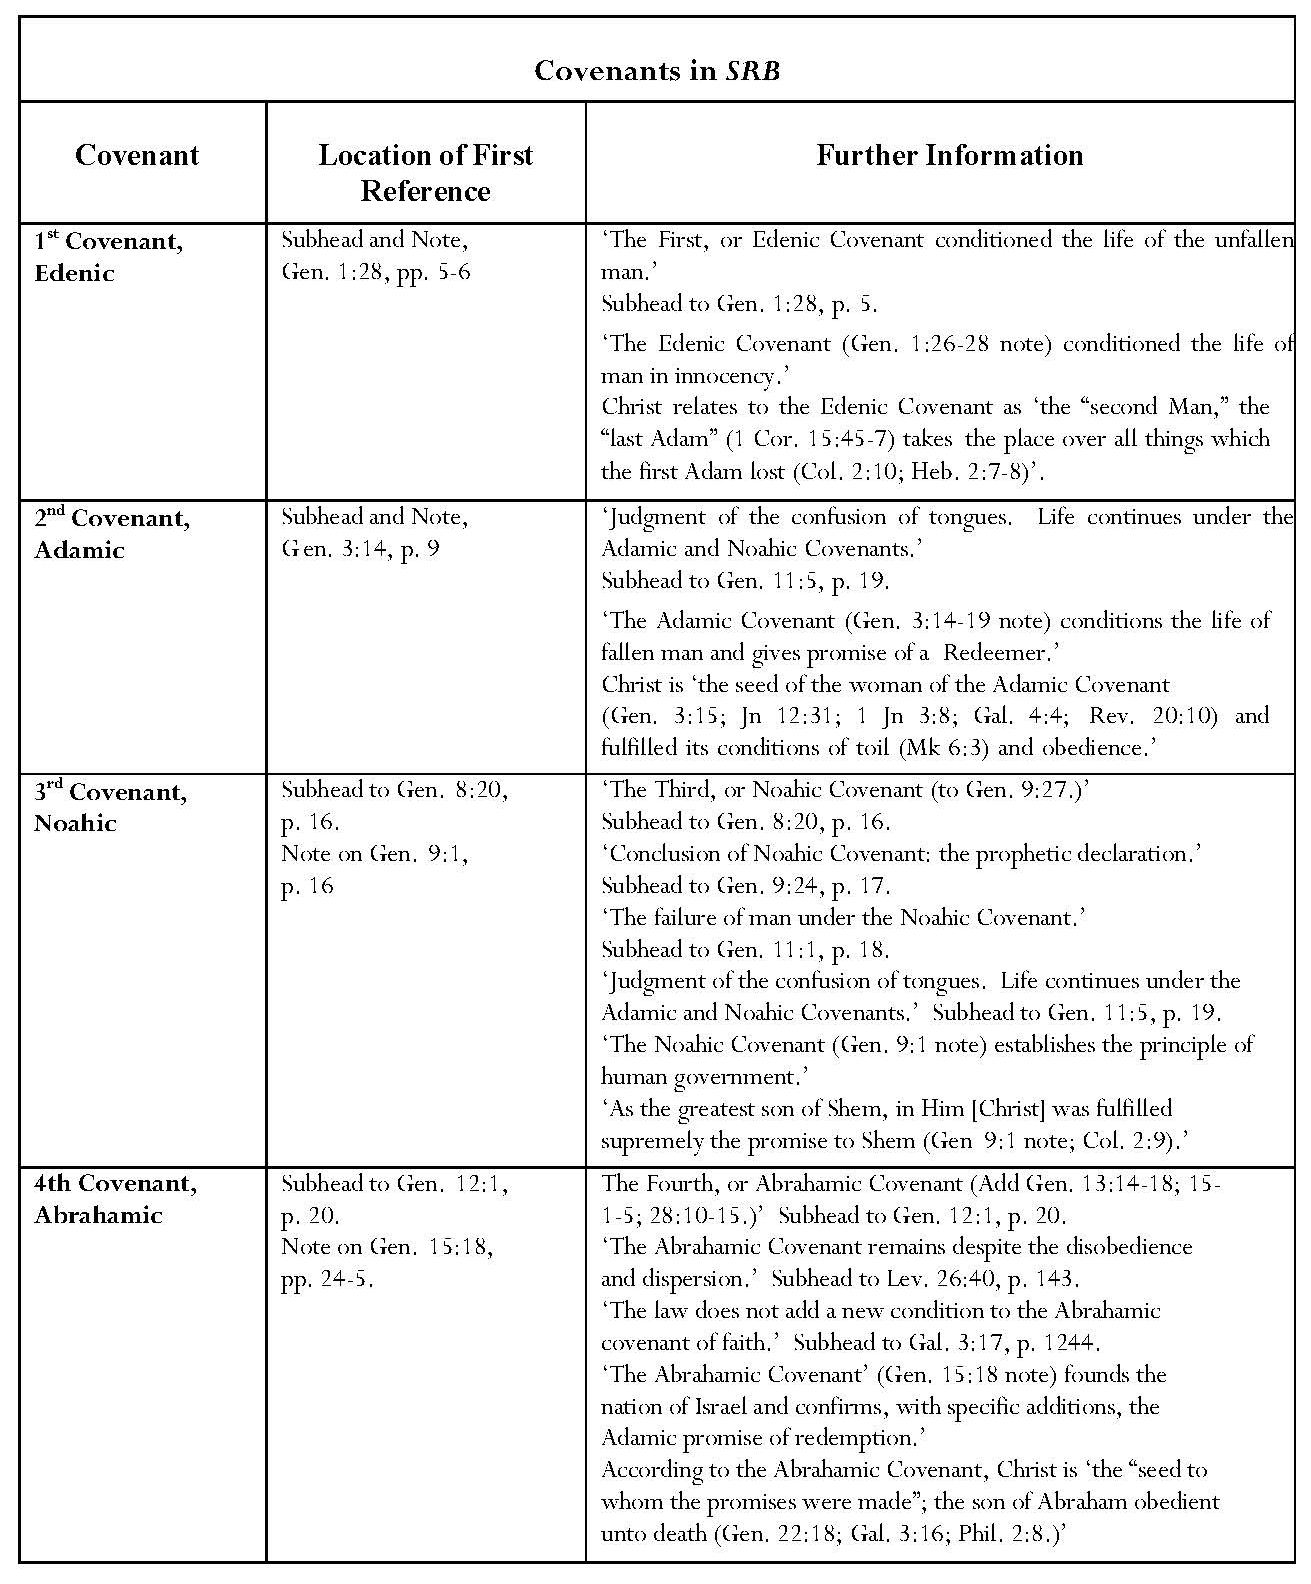 Covenants in SRB
Covenant
Location of First
Reference
Further Information
1st Covenant,
Edenic
Subhead and Note,
Gen. 1:28, pp. 5-6
‘The First, or Edenic Covenant conditioned the life of the unfallen
man.’
Subhead to Gen. 1:28, p. 5.
‘The Edenic Covenant (Gen. 1:26-28 note) conditioned the life of
man in innocency.’
Christ relates to the Edenic Covenant as ‘the “second Man,” the
“last Adam” (1 Cor. 15:45-7) takes the place over all things which
the first Adam lost (Col. 2:10; Heb. 2:7-8)’.
2nd Covenant,
Adamic
Subhead and Note,
Gen. 3:14, p. 9
‘Judgment of the confusion of tongues. Life continues under the
Adamic and Noahic Covenants.’
Subhead to Gen. 11:5, p. 19.
‘The Adamic Covenant (Gen. 3:14-19 note) conditions the life of
fallen man and gives promise of a Redeemer.’
Christ is ‘the seed of the woman of the Adamic Covenant
(Gen. 3:15; Jn 12:31; 1 Jn 3:8; Gal. 4:4; Rev. 20:10) and
fulfilled its conditions of toil (Mk 6:3) and obedience.’
3rd Covenant,
Noahic
Subhead to Gen. 8:20,
p. 16.
Note on Gen. 9:1,
p. 16
‘The Third, or Noahic Covenant (to Gen. 9:27.)’
Subhead to Gen. 8:20, p. 16.
‘Conclusion of Noahic Covenant: the prophetic declaration.’
Subhead to Gen. 9:24, p. 17.
‘The failure of man under the Noahic Covenant.’
Subhead to Gen. 11:1, p. 18.
‘Judgment of the confusion of tongues. Life continues under the
Adamic and Noahic Covenants.’ Subhead to Gen. 11:5, p. 19.
‘The Noahic Covenant (Gen. 9:1 note) establishes the principle of
human government.’
‘As the greatest son of Shem, in Him [Christ] was fulfilled
supremely the promise to Shem (Gen 9:1 note; Col. 2:9).’
4th Covenant,
Abrahamic
Subhead to Gen. 12:1,
p. 20.
Note on Gen. 15:18,
pp. 24-5.
The Fourth, or Abrahamic Covenant (Add Gen. 13:14-18; 15-
1-5; 28:10-15.)’ Subhead to Gen. 12:1, p. 20.
‘The Abrahamic Covenant remains despite the disobedience
and dispersion.’ Subhead to Lev. 26:40, p. 143.
‘The law does not add a new condition to the Abrahamic
covenant of faith.’ Subhead to Gal. 3:17, p. 1244.
‘The Abrahamic Covenant’ (Gen. 15:18 note) founds the
nation of Israel and confirms, with specific additions, the
Adamic promise of redemption.’
According to the Abrahamic Covenant, Christ is ‘the “seed to
whom the promises were made”; the son of Abraham obedient
unto death (Gen. 22:18; Gal. 3:16; Phil. 2:8.)’